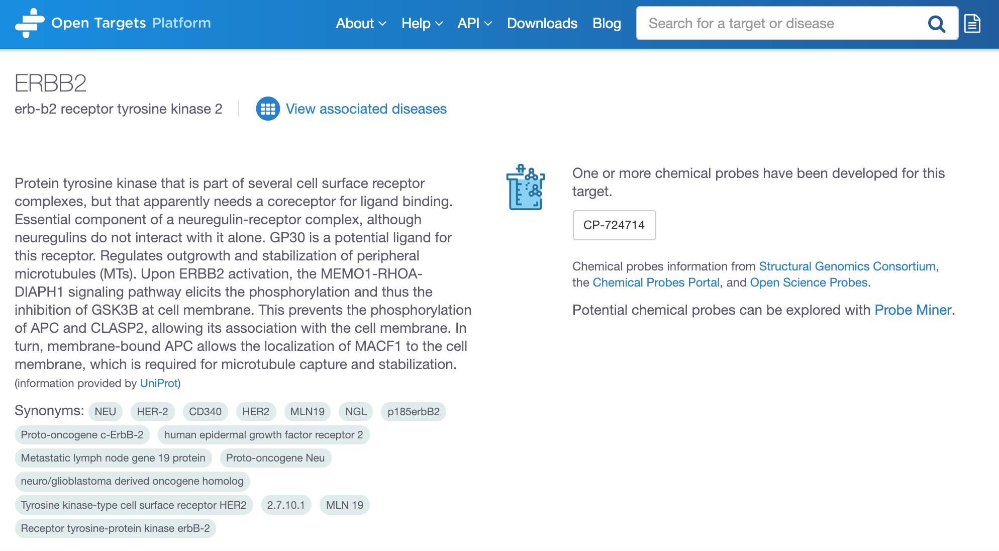 Open Targets Platform
About
Help
API
Downloads
Blog
Search for a target or disease
ERBB2
erb-b2 receptor tyrosine kinase 2
View associated diseases
Protein tyrosine kinase that is part of several cell surface receptor
complexes, but that apparently needs a coreceptor for ligand binding.
Essential component of a neuregulin-receptor complex, although
neuregulins do not interact with it alone. GP30 is a potential ligand for
this receptor. Regulates outgrowth and stabilization of peripheral
microtubules (MTs). Upon ERBB2 activation, the MEMO1-RHOA-
DIAPH1 signaling pathway elicits the phosphorylation and thus the
inhibition of GSK3B at cell membrane. This prevents the phosphorylation
of APC and CLASP2, allowing its association with the cell membrane. In
turn, membrane-bound APC allows the localization of MACF1 to the cell
membrane, which is required for microtubule capture and stabilization.
(information provided by UniProt)
Synonyms: NEU HER-2 CD340 HER2 MLN19 NGL p185erbB2
Proto-oncogene c-ErbB-2 human epidermal growth factor receptor 2
Metastatic lymph node gene 19 protein Proto-oncogene Neu
neuro/glioblastoma derived oncogene homolog
Tyrosine kinase-type cell surface receptor HER2 2.7.10.1 MLN 19
Receptor tyrosine-protein kinase erbB-2
One or more chemical probes have been developed for this
target.
CP-724714
Chemical probes information from Structural Genomics Consortium,
the Chemical Probes Portal, and Open Science Probes.
Potential chemical probes can be explored with Probe Miner.